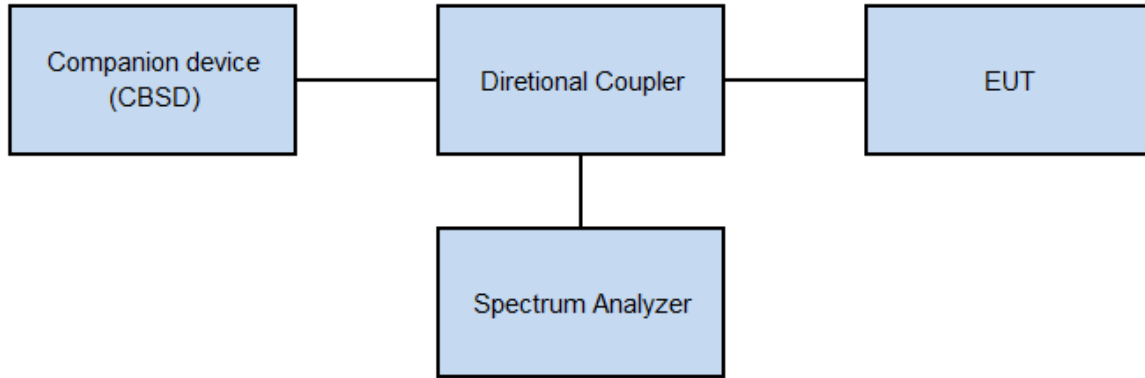 Companion device
(CBSD)
Diretional Coupler
EUT
Spectrum Analyzer